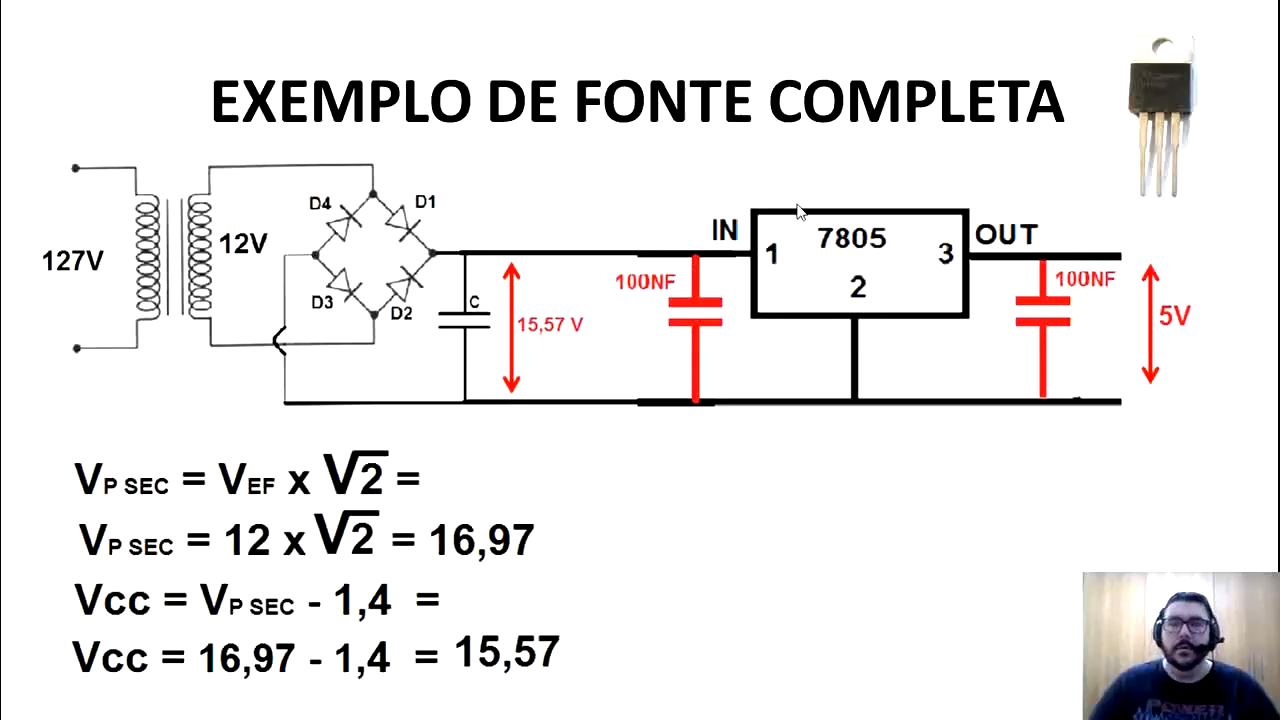 EXEMPLO DE FONTE COMPLETA
127V
12V
D4
D1
D3
D2
C
15,57 V
100NF
IN
1
7805
2
3
OUT
100NF
5V
VP SEC = VEF x √2 =
VP SEC = 12 x √2 = 16,97
Vcc = VP SEC - 1,4 =
Vcc = 16,97 - 1,4 = 15,57